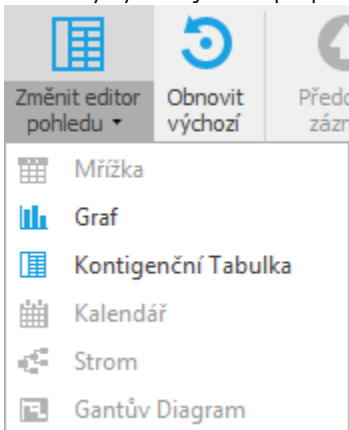 Změnit editor
pohledu
Obnovit
výchozí
Mřížka
Graf
Kontigenční Tabulka
Kalendář
Strom
Gantův Diagram